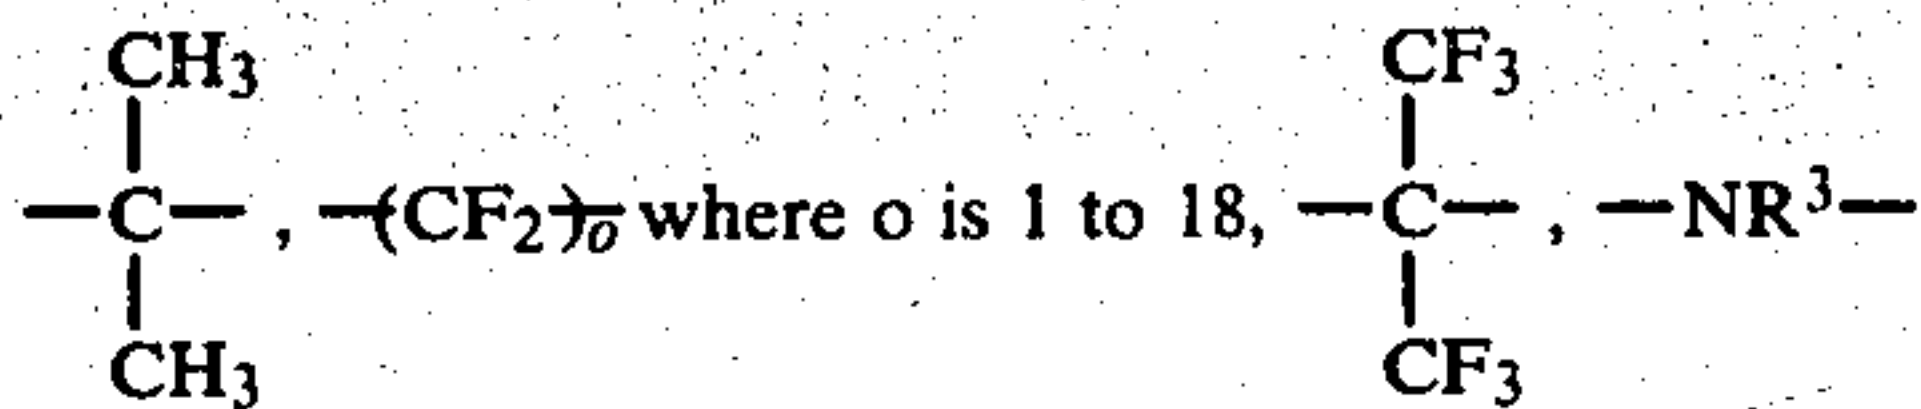 CH3 CF3
—C— , —(CF2)o where o is 1 to 18, —C— , —NR3—
CH3 CF3